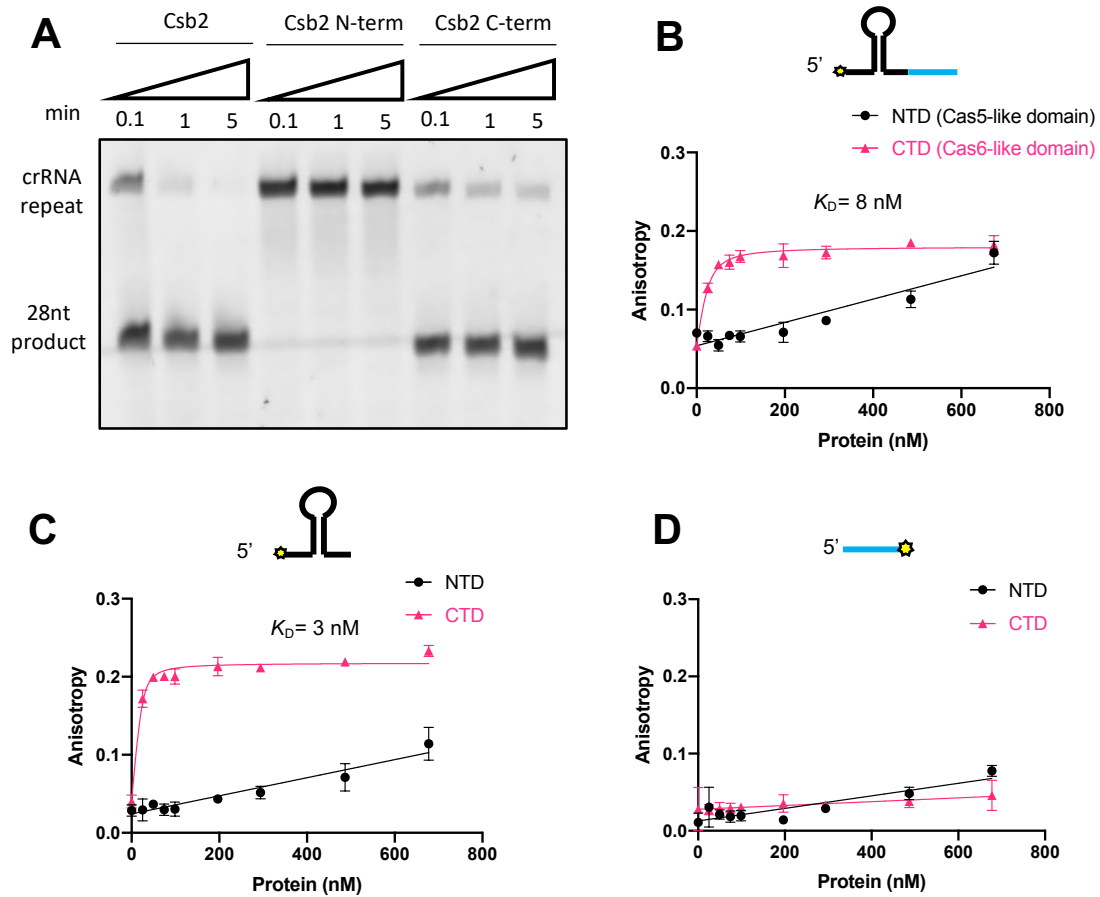 A
Csb2 Csb2 N-term Csb2 C-term
min 0.1 1 5 0.1 1 5 0.1 1 5
crRNA
repeat
28nt
product
B
5’
NTD (Cas5-like domain)
CTD (Cas6-like domain)
KD= 8 nM
Anisotropy
0.3
0.2
0.1
0.0
0 200 400 600 800
Protein (nM)
C
5’
NTD
CTD
KD= 3 nM
Anisotropy
0.3
0.2
0.1
0.0
0 200 400 600 800
Protein (nM)
D
5’
NTD
CTD
Anisotropy
0.3
0.2
0.1
0.0
0 200 400 600 800
Protein (nM)